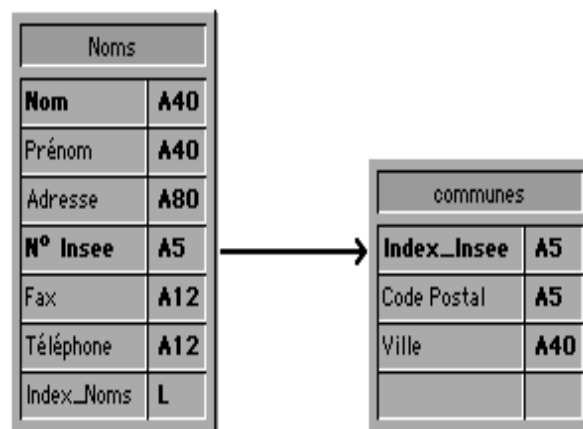 Noms
Nom A40
Prénom A40
Adresse A80
Nº Insee A5
Fax A12
Téléphone A12
Index_Noms L
communes
Index_Insee A5
Code Postal A5
Ville A40